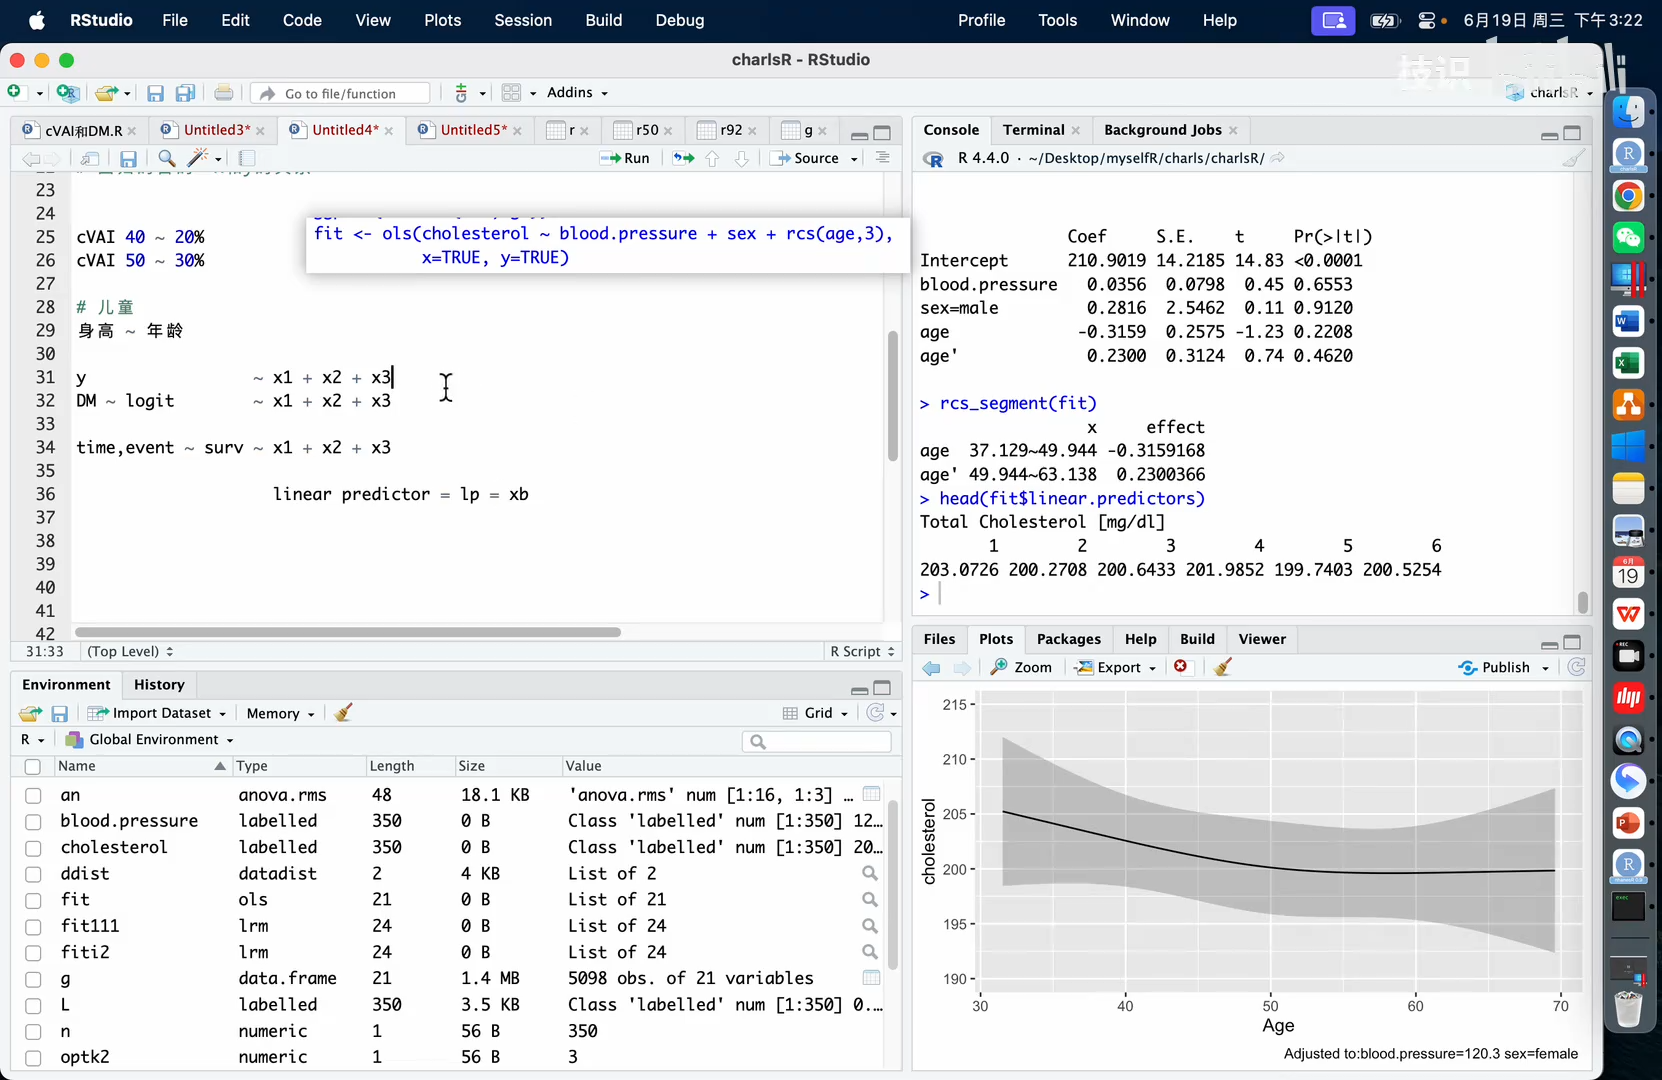 RStudio File Edit Code View Plots Session Build Debug Profile Tools Window Help 6月19日 周三 下午3:22
charlsR - RStudio
Go to file/function Addins charlsR
cVAI和DM.R Untitled3* Untitled4* Untitled5* r r50 r92 g
Run Source
23
24
25 cVAI 40 ~ 20%
26 cVAI 50 ~ 30%
fit <- ols(cholesterol ~ blood.pressure + sex + rcs(age,3),
x=TRUE, y=TRUE)
27
28 # 儿童
29 身高 ~ 年龄
30
31 y ~ x1 + x2 + x3
32 DM ~ logit ~ x1 + x2 + x3
33
34 time,event ~ surv ~ x1 + x2 + x3
35
36 linear predictor = lp = xb
37
38
39
40
41
42
31:33 (Top Level) R Script
Console Terminal Background Jobs
R 4.4.0 · ~/Desktop/myselfR/charls/charlsR/
Coef S.E. t Pr(>|t|)
Intercept 210.9019 14.2185 14.83 <0.0001
blood.pressure 0.0356 0.0798 0.45 0.6553
sex=male 0.2816 2.5462 0.11 0.9120
age -0.3159 0.2575 -1.23 0.2208
age' 0.2300 0.3124 0.74 0.4620
> rcs_segment(fit)
x effect
age 37.129~49.944 -0.3159168
age' 49.944~63.138 0.2300366
> head(fit$linear.predictors)
Total Cholesterol [mg/dl]
1 2 3 4 5 6
203.0726 200.2708 200.6433 201.9852 199.7403 200.5254
>
Environment History
Import Dataset Memory Grid
R Global Environment
Name Type Length Size Value
an anova.rms 48 18.1 KB 'anova.rms' num [1:16, 1:3] …
blood.pressure labelled 350 0 B Class 'labelled' num [1:350] 12…
cholesterol labelled 350 0 B Class 'labelled' num [1:350] 20…
ddist datadist 2 4 KB List of 2
fit ols 21 0 B List of 21
fit111 lrm 24 0 B List of 24
fiti2 lrm 24 0 B List of 24
g data.frame 21 1.4 MB 5098 obs. of 21 variables
L labelled 350 3.5 KB Class 'labelled' num [1:350] 0.…
n numeric 1 56 B 350
optk2 numeric 1 56 B 3
Files Plots Packages Help Build Viewer
Zoom Export Publish
215
210
205
200
195
190
cholesterol
30 40 50 60 70
Age
Adjusted to:blood.pressure=120.3 sex=female